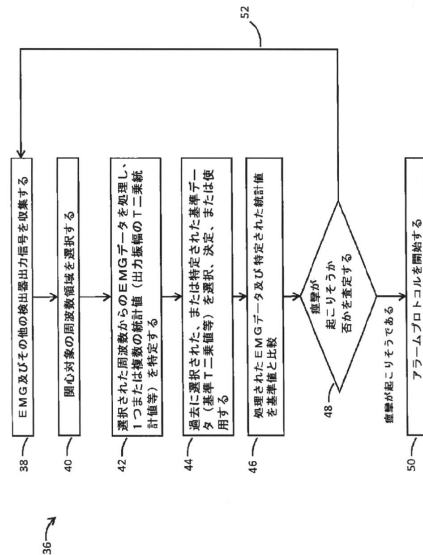 36
38
EMG及びその他の検出器出力信号を収集する
40
関心対象の周波数領域を選択する
42
選択された周波数からのEMGデータを処理し、
1つまたは複数の統計値（出力振幅のT二乗統
計値等）を特定する
44
過去に選択された、または特定された基準デー
タ（基準T二乗値等）を選択、決定、または使
用する
46
処理されたEMGデータ及び特定された統計値
を基準値と比較
48
痙攣が
起こりそうか
否かを査定する
52
痙攣が起こりそうである
50
アラームプロトコルを開始する